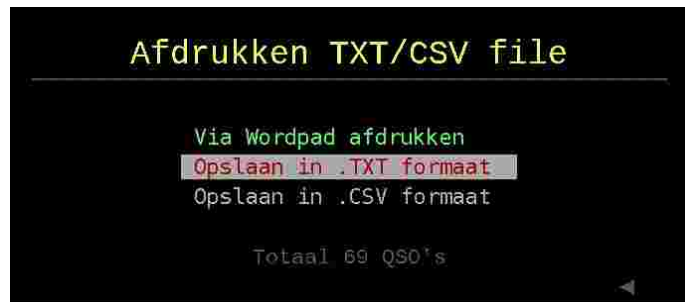 Afdrukken TXT/CSV file
Via Wordpad afdrukken
Opslaan in .TXT formaat
Opslaan in .CSV formaat
Totaal 69 QSO's